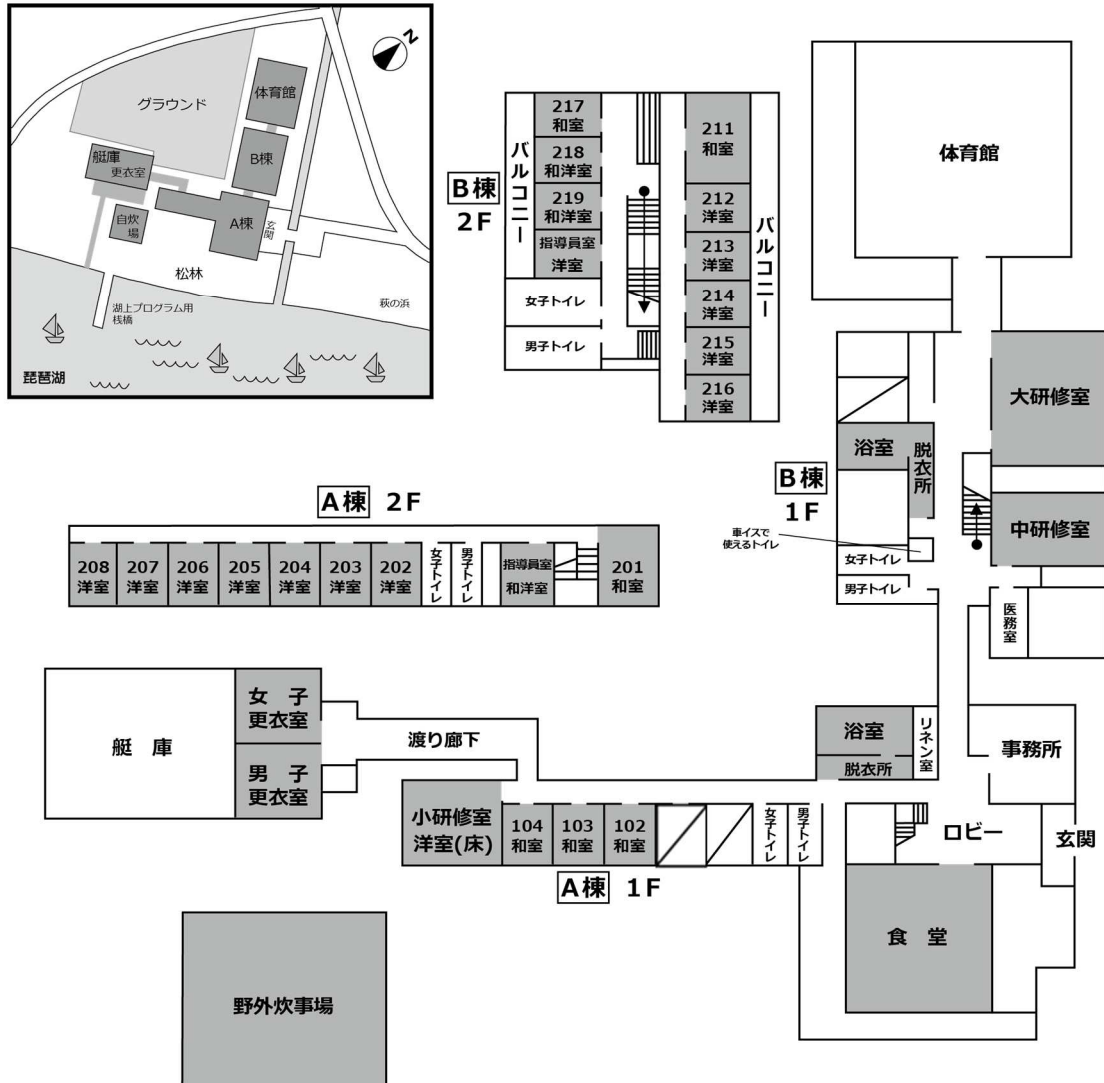 N
グラウンド
体育館
B棟
艇庫
更衣室
自炊場
A棟
玄関
松林
湖上プログラム用
桟橋
萩の浜
琵琶湖
B棟
2F
バルコニー
217
和室
218
和洋室
219
和洋室
指導員室
洋室
女子トイレ
男子トイレ
211
和室
212
洋室
213
洋室
214
洋室
215
洋室
216
洋室
バルコニー
体育館
大研修室
浴室
脱衣所
B棟
1F
中研修室
車イスで
使えるトイレ
女子トイレ
男子トイレ
医務室
A棟 2F
208
洋室
207
洋室
206
洋室
205
洋室
204
洋室
203
洋室
202
洋室
女子トイレ
男子トイレ
指導員室
和洋室
201
和室
艇 庫
女 子
更衣室
男 子
更衣室
渡り廊下
浴室
脱衣所
リネン室
事務所
小研修室
洋室(床)
104
和室
103
和室
102
和室
女子トイレ
男子トイレ
ロビー
玄関
A棟 1F
食 堂
野外炊事場